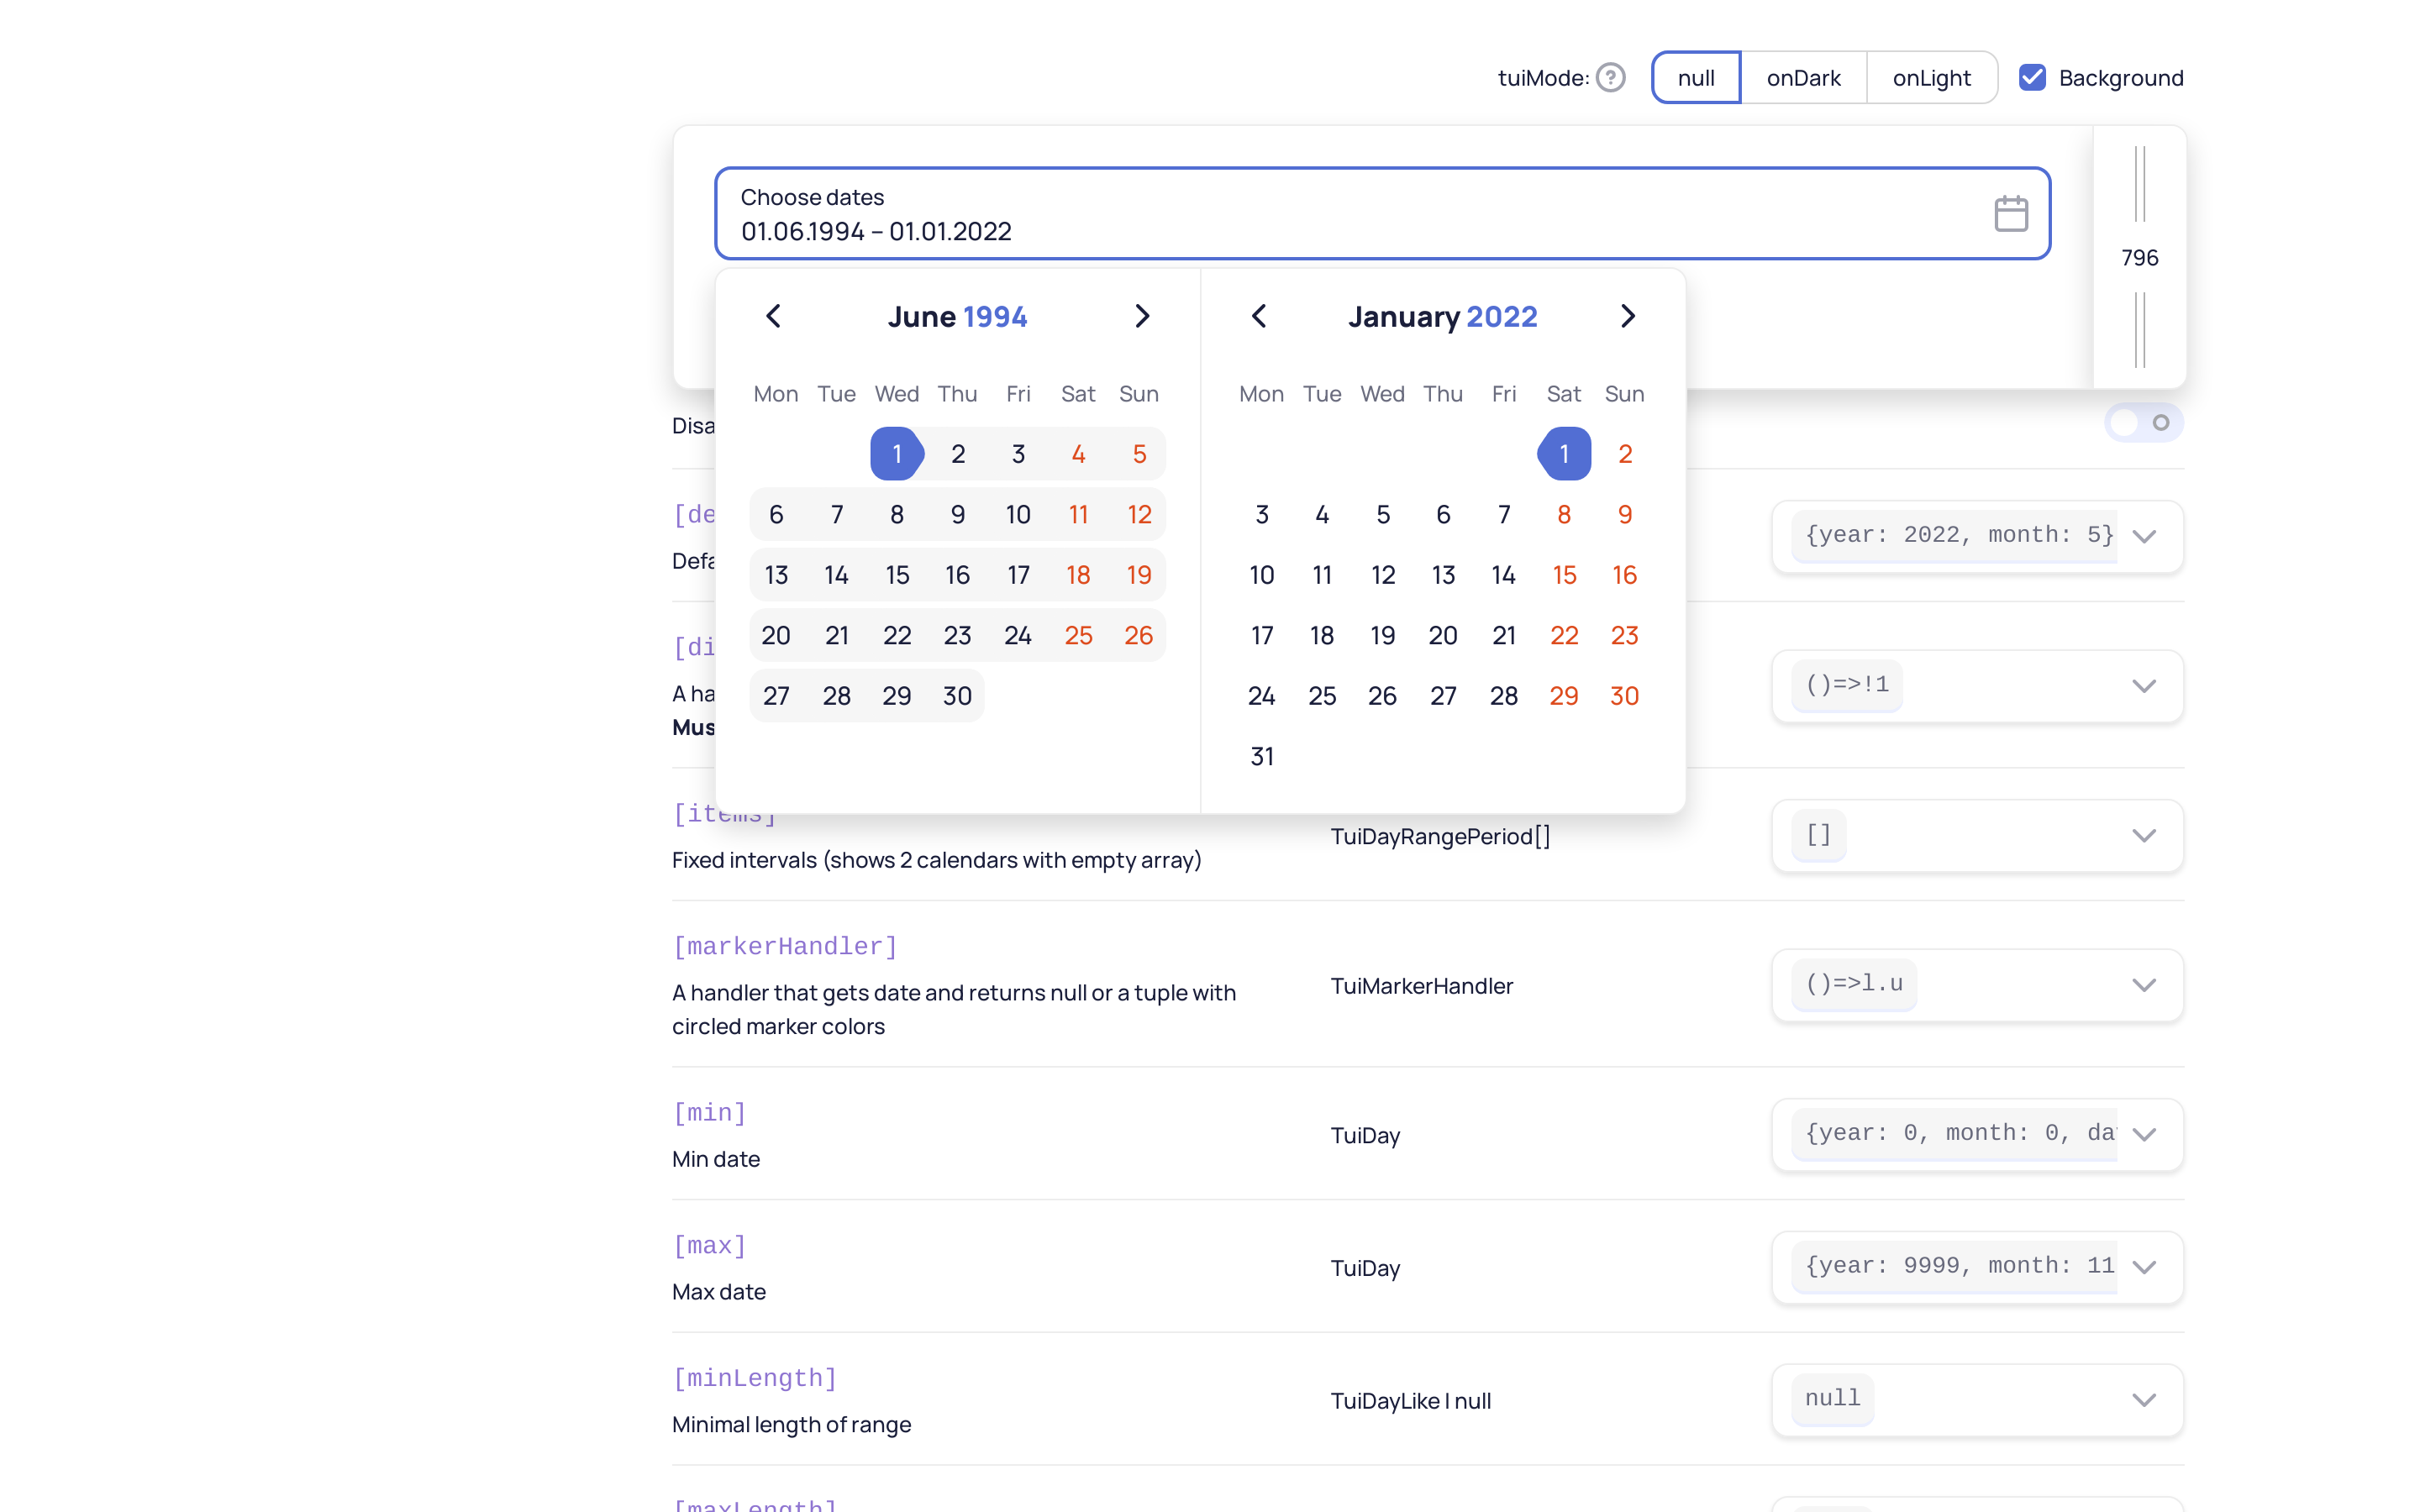 tuiMode: null onDark onLight Background
Choose dates
01.06.1994 – 01.01.2022
796
June 1994
Mon Tue Wed Thu Fri Sat Sun
1 2 3 4 5
6 7 8 9 10 11 12
13 14 15 16 17 18 19
20 21 22 23 24 25 26
27 28 29 30
January 2022
Mon Tue Wed Thu Fri Sat Sun
1 2
3 4 5 6 7 8 9
10 11 12 13 14 15 16
17 18 19 20 21 22 23
24 25 26 27 28 29 30
31
Disa
[de
{year: 2022, month: 5}
Defa
[di
()=>!1
A ha
Mus
[items]
TuiDayRangePeriod[]
[]
Fixed intervals (shows 2 calendars with empty array)
[markerHandler]
TuiMarkerHandler
()=>l.u
A handler that gets date and returns null or a tuple with
circled marker colors
[min]
TuiDay
{year: 0, month: 0, da
Min date
[max]
TuiDay
{year: 9999, month: 11
Max date
[minLength]
TuiDayLike | null
null
Minimal length of range
[maxLength]